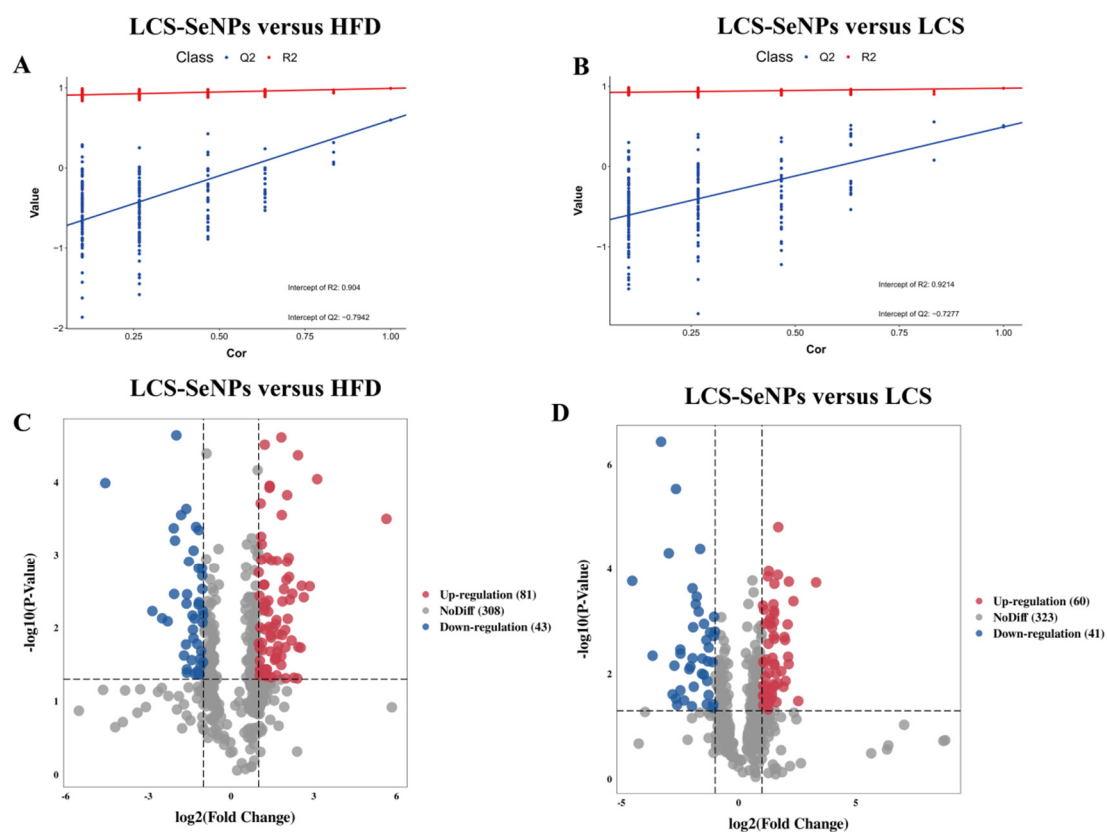 LCS-SeNPs versus HFD
A
Class Q2 R2
Value
1
0
−1
−2
Intercept of R2: 0.904
Intercept of Q2: −0.7942
0.25 0.50 0.75 1.00
Cor
LCS-SeNPs versus LCS
B
Class Q2 R2
Value
1
0
−1
Intercept of R2: 0.9214
Intercept of Q2: −0.7277
0.25 0.50 0.75 1.00
Cor
LCS-SeNPs versus HFD
C
-log10(P-Value)
4
3
2
1
0
Up-regulation (81)
NoDiff (308)
Down-regulation (43)
-6 -3 0 3 6
log2(Fold Change)
LCS-SeNPs versus LCS
D
-log10(P-Value)
6
4
2
0
Up-regulation (60)
NoDiff (323)
Down-regulation (41)
-5 0 5
log2(Fold Change)